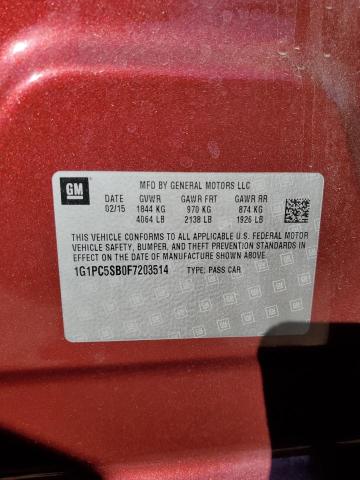 GM
MFD BY GENERAL MOTORS LLC
DATE GVWR GAWR FRT GAWR RR
02/15 1844 KG 970 KG 874 KG
4064 LB 2138 LB 1926 LB
THIS VEHICLE CONFORMS TO ALL APPLICABLE U.S. FEDERAL MOTOR
VEHICLE SAFETY, BUMPER, AND THEFT PREVENTION STANDARDS
IN EFFECT ON THE DATE OF MANUFACTURE SHOWN ABOVE.
1G1PC5SB0F7203514 TYPE: PASS CAR